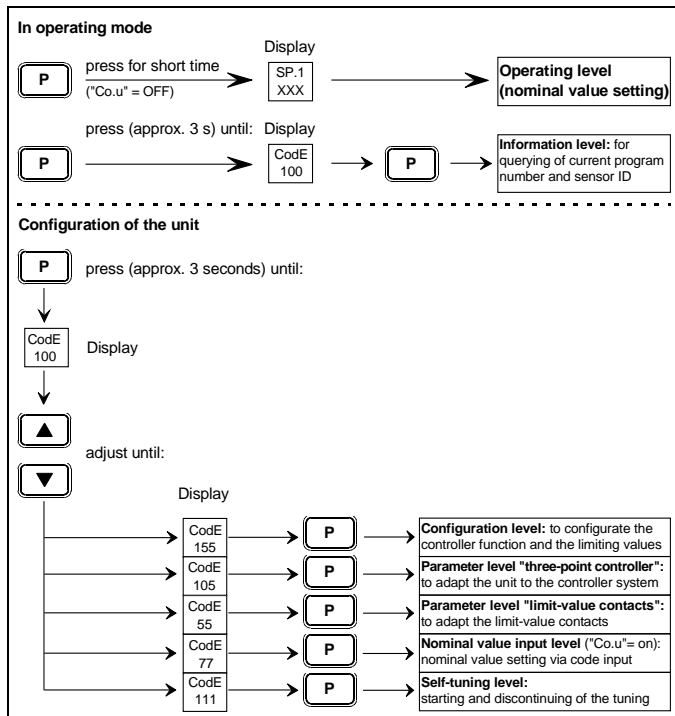 In operating mode
Display
P
press for short time
("Co.u" = OFF)
SP.1
XXX
Operating level
(nominal value setting)
press (approx. 3 s) until: Display
P
CodE
100
P
Information level: for
querying of current program
number and sensor ID
Configuration of the unit
P
press (approx. 3 seconds) until:
CodE
100
Display
▲
adjust until:
▼
Display
CodE
155
P
Configuration level: to configurate the
controller function and the limiting values
CodE
105
P
Parameter level "three-point controller":
to adapt the unit to the controller system
CodE
55
P
Parameter level "limit-value contacts":
to adapt the limit-value contacts
CodE
77
P
Nominal value input level ("Co.u"= on):
nominal value setting via code input
CodE
111
P
Self-tuning level:
starting and discontinuing of the tuning